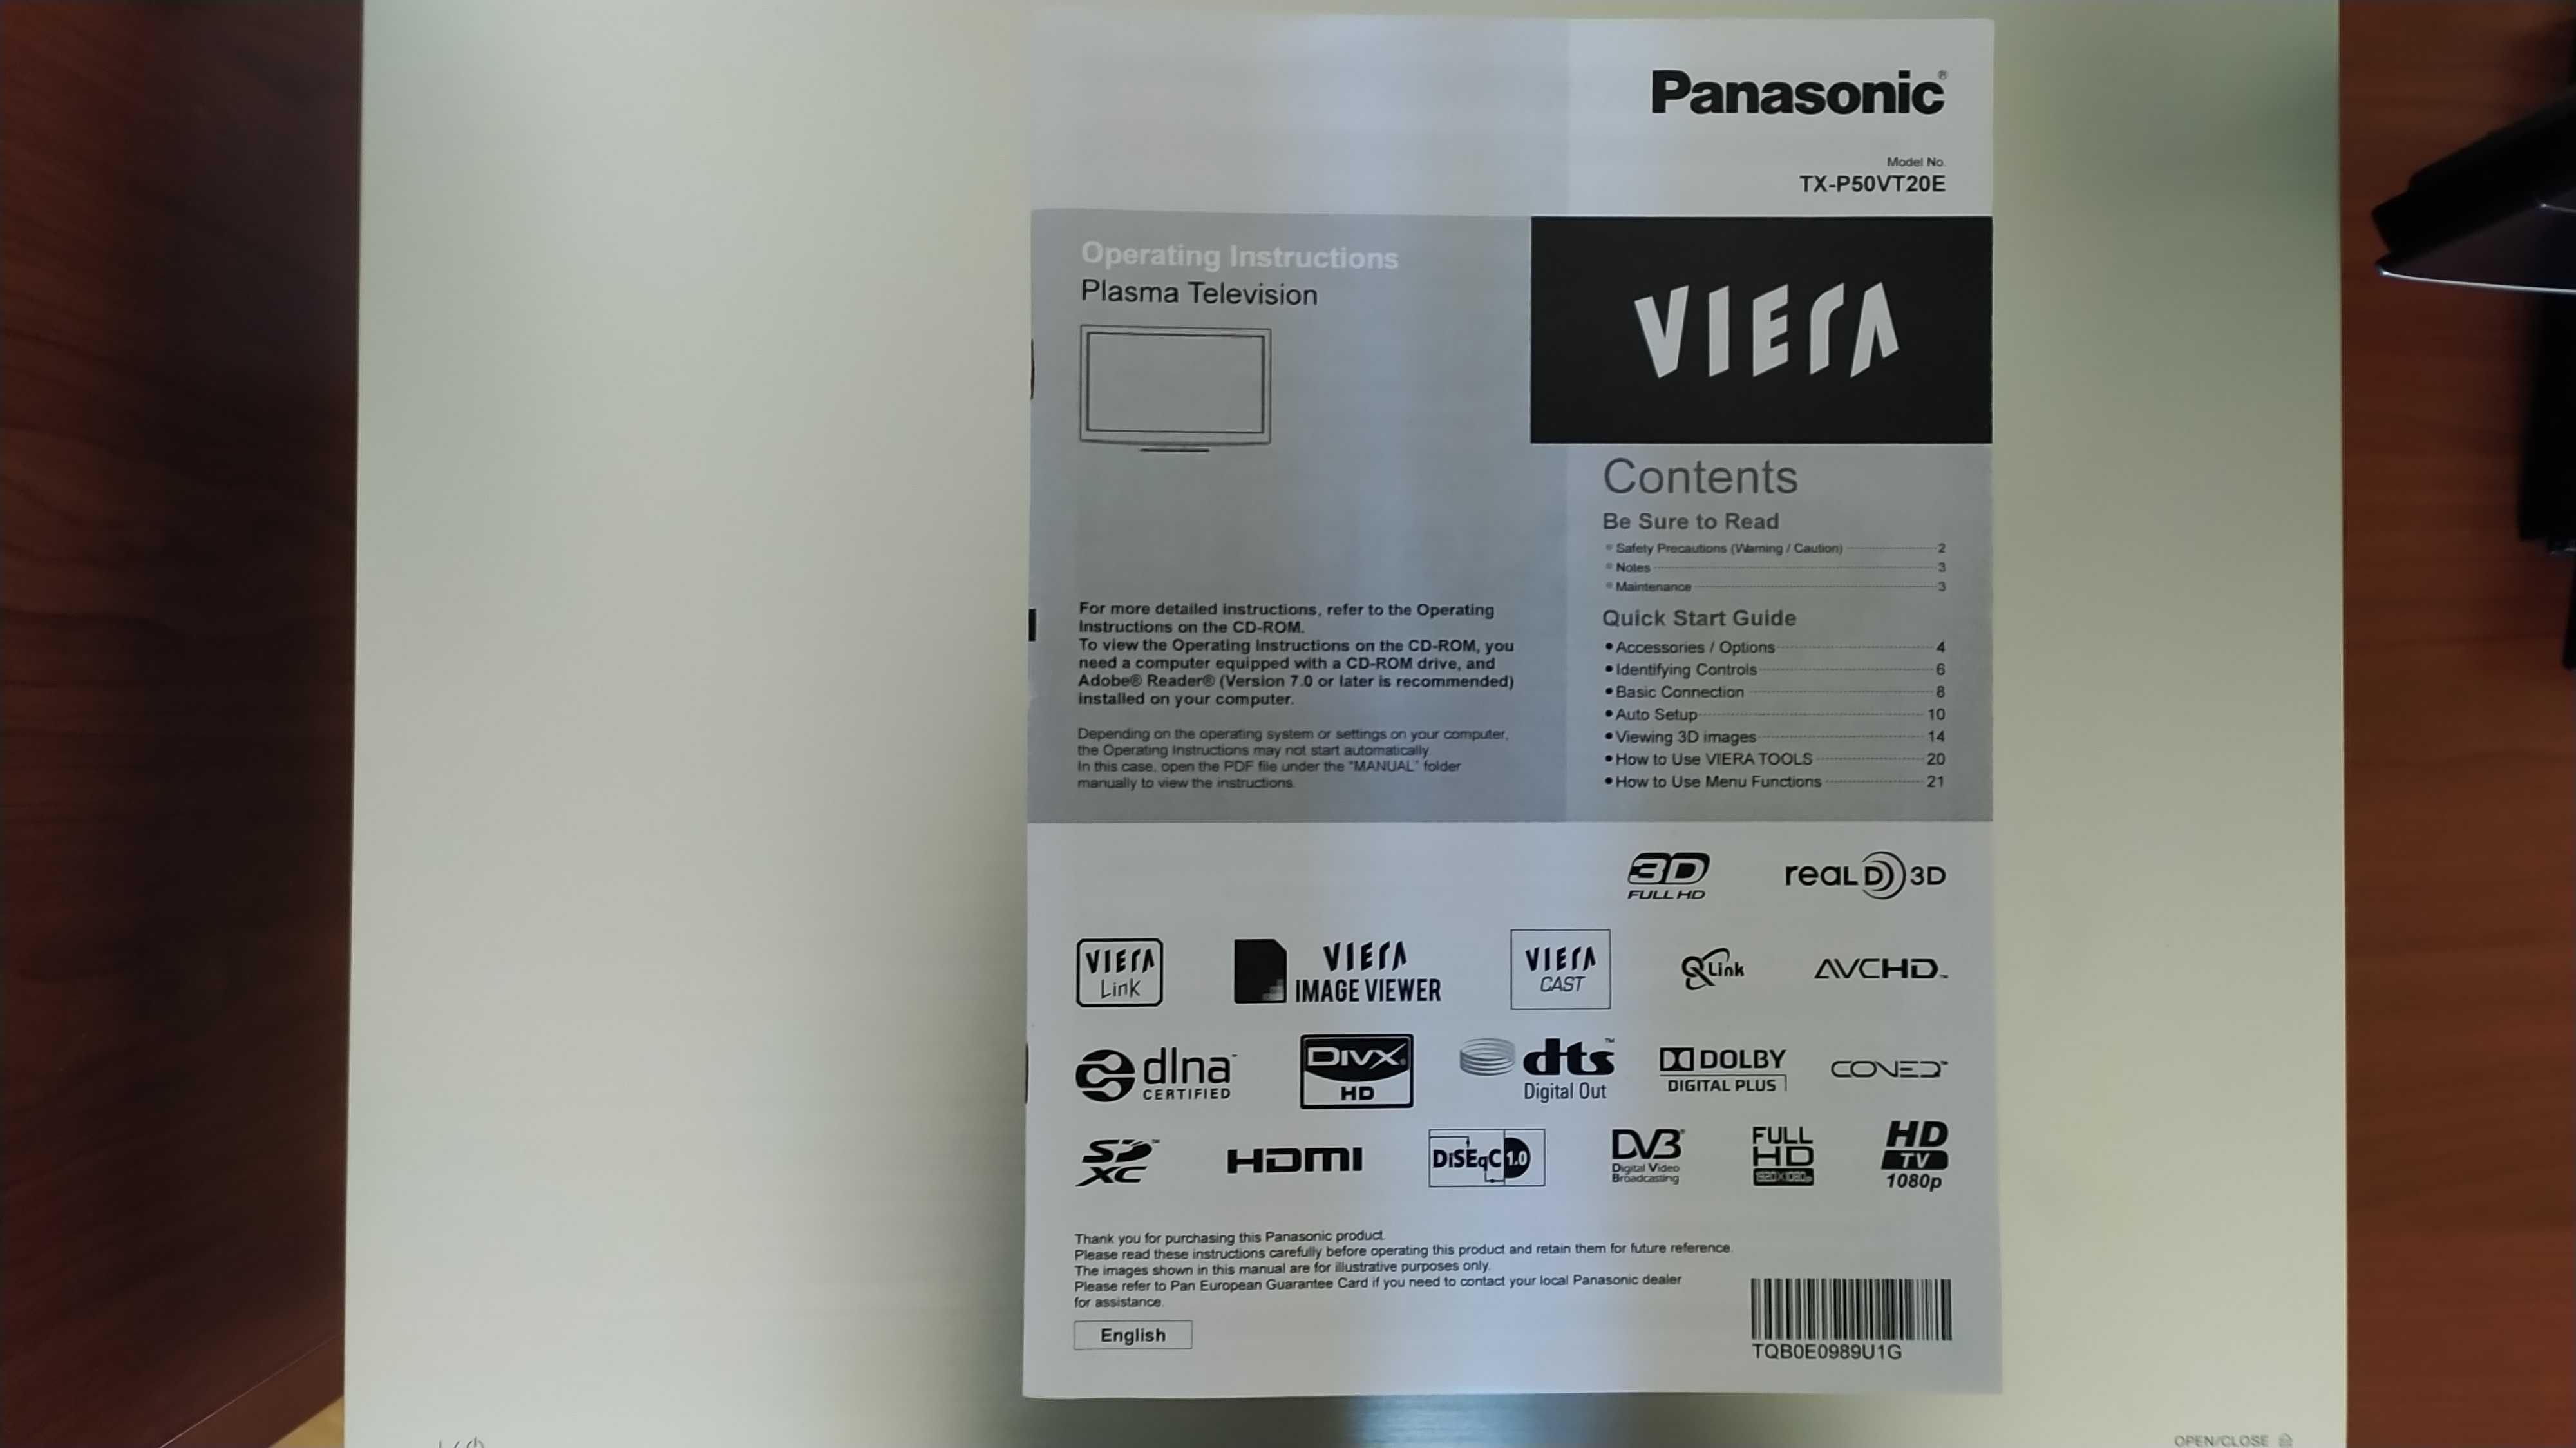 Panasonic®
Model No.
TX-P50VT20E
Operating Instructions
Plasma Television
VIErA
Contents
Be Sure to Read
Safety Precautions (Warning / Caution) 2
Notes 3
Maintenance 3
Quick Start Guide
• Accessories / Options 4
• Identifying Controls 6
• Basic Connection 8
• Auto Setup 10
• Viewing 3D images 14
• How to Use VIERA TOOLS 20
• How to Use Menu Functions 21
For more detailed instructions, refer to the Operating
Instructions on the CD-ROM.
To view the Operating Instructions on the CD-ROM, you
need a computer equipped with a CD-ROM drive, and
Adobe® Reader® (Version 7.0 or later is recommended)
installed on your computer.
Depending on the operating system or settings on your computer,
the Operating Instructions may not start automatically.
In this case, open the PDF file under the "MANUAL" folder
manually to view the instructions.
3D
FULL HD
REAL D 3D
VIErA
Link
VIErA
IMAGE VIEWER
VIErA
CAST
Q Link
AVCHD™
dlna™
CERTIFIED
DIVX®
HD
dts™
Digital Out
DOLBY
DIGITAL PLUS
CONEQ™
SD™
XC
HDMI
DiSEqC 1.0
DVB®
Digital Video
Broadcasting
FULL
HD
1920X1080p
HD
TV
1080p
Thank you for purchasing this Panasonic product.
Please read these instructions carefully before operating this product and retain them for future reference.
The images shown in this manual are for illustrative purposes only.
Please refer to Pan European Guarantee Card if you need to contact your local Panasonic dealer
for assistance.
English
TQB0E0989U1G
OPEN/CLOSE